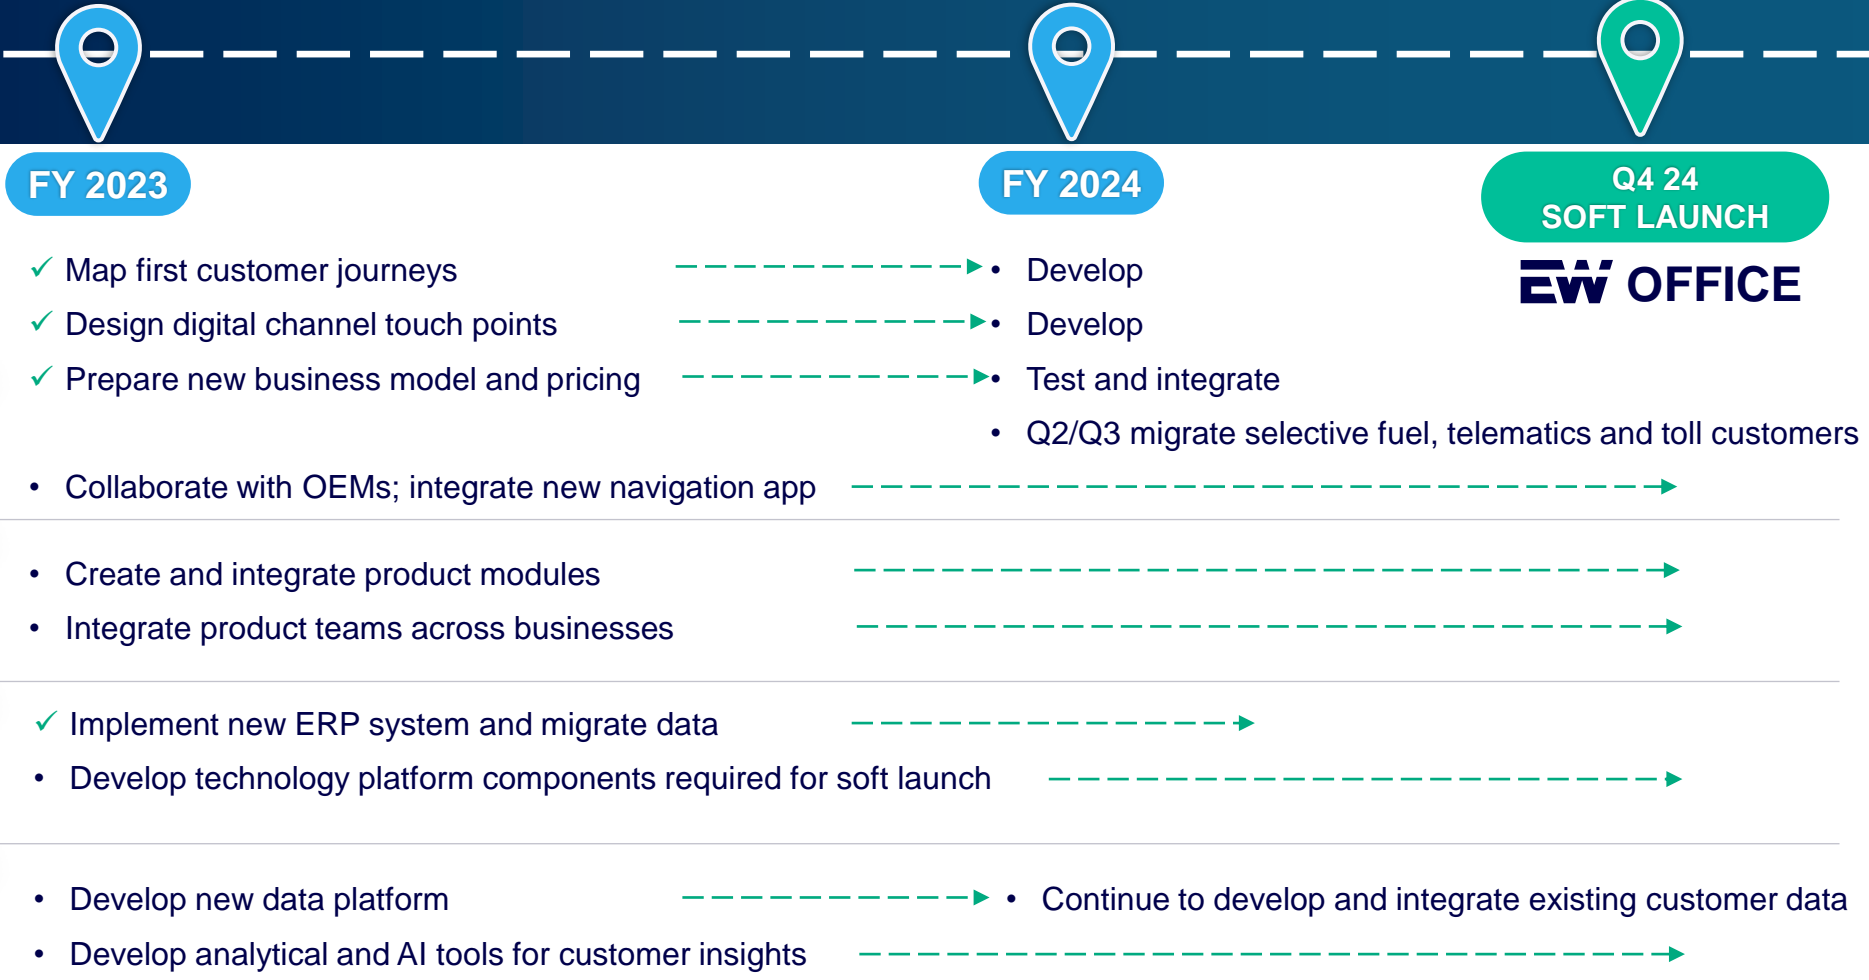 FY 2023
FY 2024
Q4 24
SOFT LAUNCH
EW OFFICE
✓ Map first customer journeys
• Develop
✓ Design digital channel touch points
• Develop
✓ Prepare new business model and pricing
• Test and integrate
• Q2/Q3 migrate selective fuel, telematics and toll customers
• Collaborate with OEMs; integrate new navigation app
• Create and integrate product modules
• Integrate product teams across businesses
✓ Implement new ERP system and migrate data
• Develop technology platform components required for soft launch
• Develop new data platform
• Continue to develop and integrate existing customer data
• Develop analytical and AI tools for customer insights